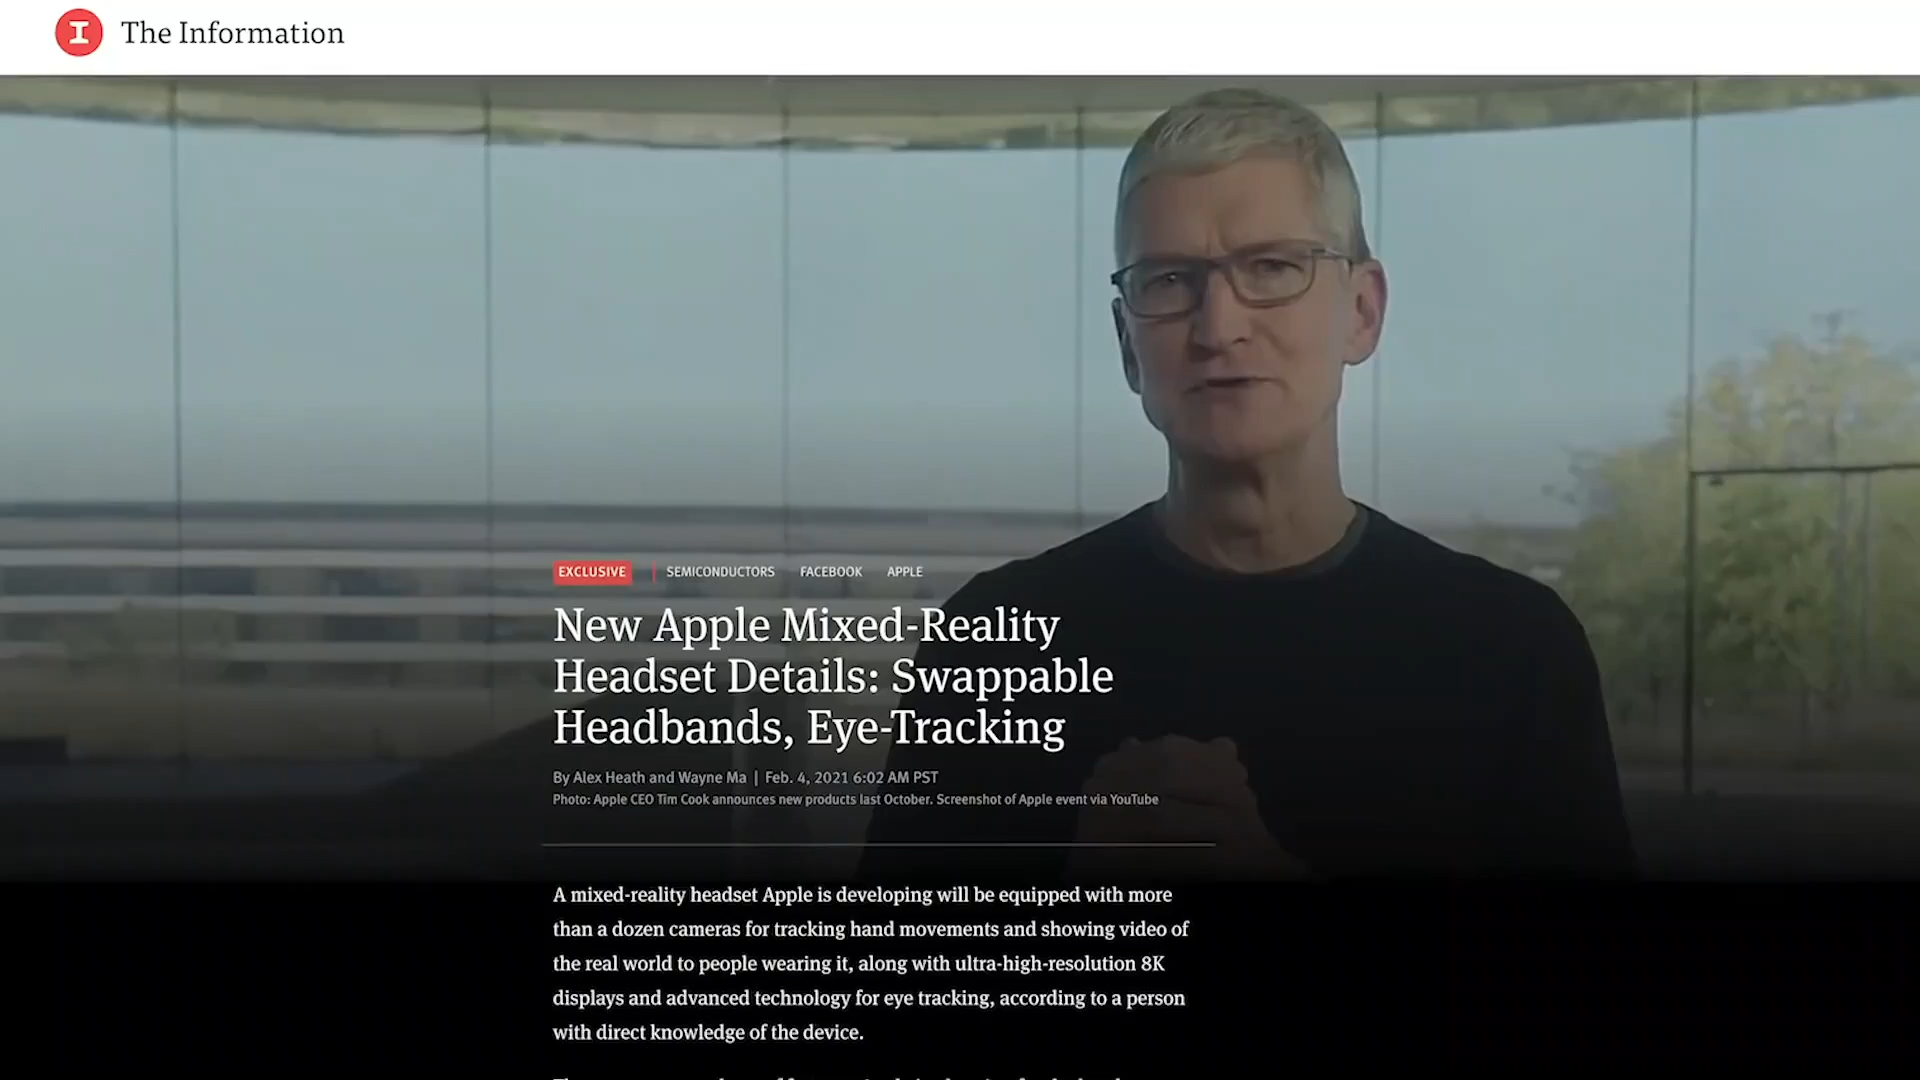 The Information
EXCLUSIVE | SEMICONDUCTORS FACEBOOK APPLE
New Apple Mixed-Reality
Headset Details: Swappable
Headbands, Eye-Tracking
By Alex Heath and Wayne Ma | Feb. 4, 2021 6:02 AM PST
Photo: Apple CEO Tim Cook announces new products last October. Screenshot of Apple event via YouTube
A mixed-reality headset Apple is developing will be equipped with more
than a dozen cameras for tracking hand movements and showing video of
the real world to people wearing it, along with ultra-high-resolution 8K
displays and advanced technology for eye tracking, according to a person
with direct knowledge of the device.